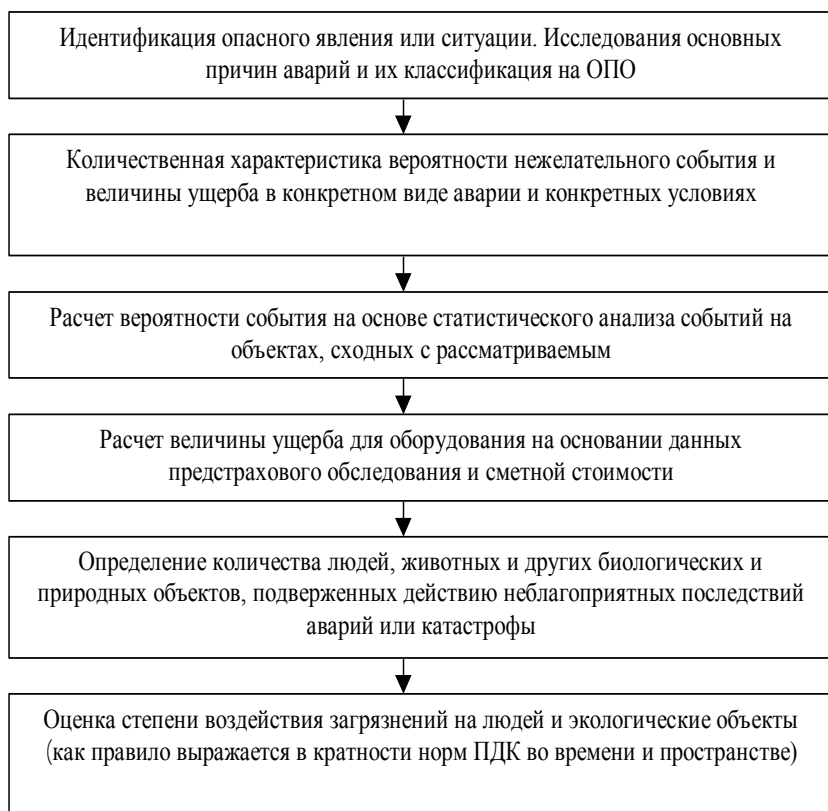 Идентификация опасного явления или ситуации. Исследования основных
причин аварий и их классификация на ОПО
Количественная характеристика вероятности нежелательного события и
величины ущерба в конкретном виде аварии и конкретных условиях
Расчет вероятности события на основе статистического анализа событий на
объектах, сходных с рассматриваемым
Расчет величины ущерба для оборудования на основании данных
предстрахового обследования и сметной стоимости
Определение количества людей, животных и других биологических и
природных объектов, подверженных действию неблагоприятных последствий
аварий или катастрофы
Оценка степени воздействия загрязнений на людей и экологические объекты
(как правило выражается в кратности норм ПДК во времени и пространстве)